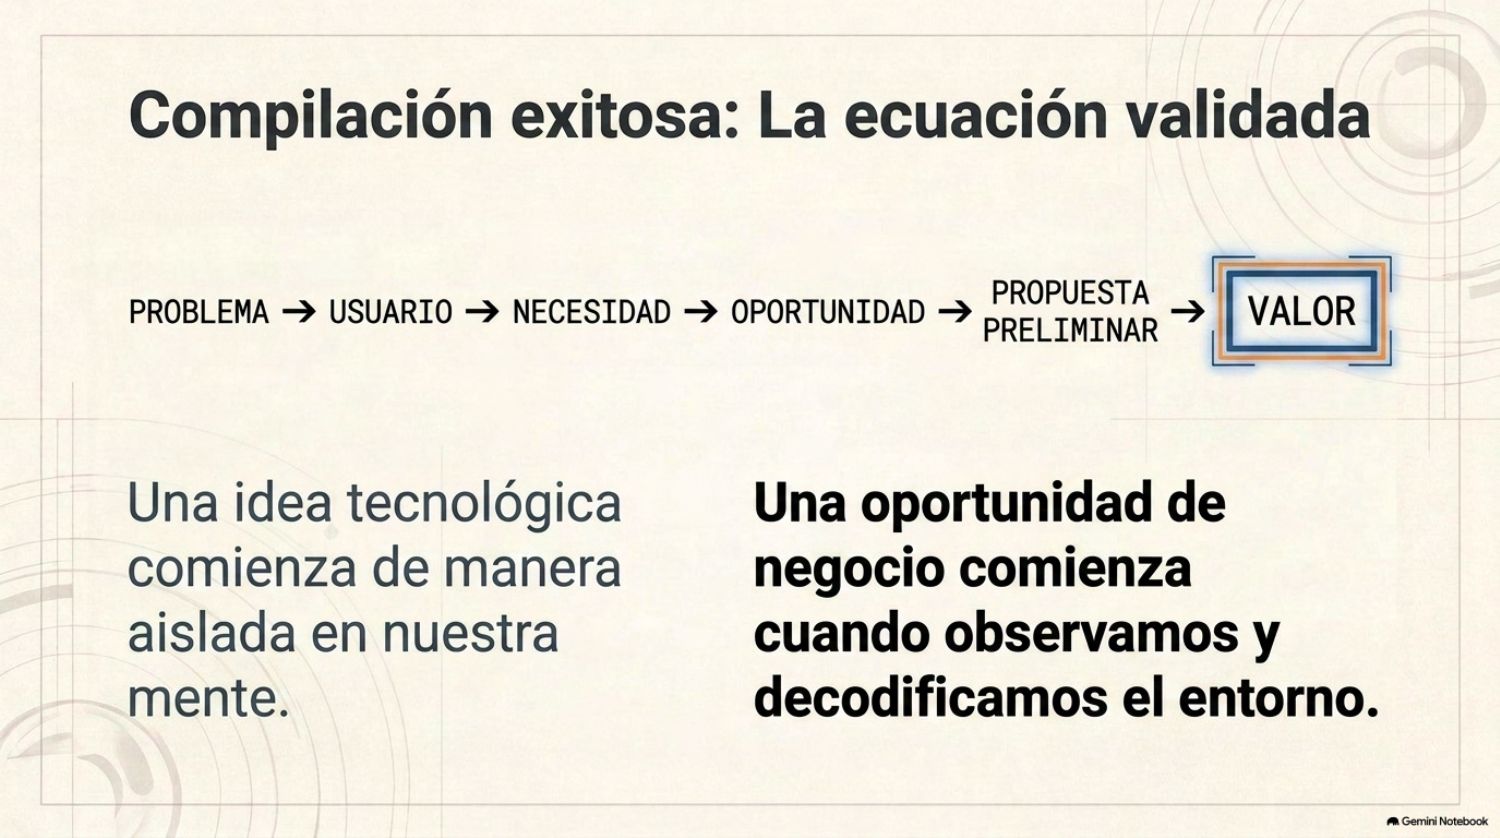 Compilación exitosa: La ecuación validada
PROBLEMA → USUARIO → NECESIDAD → OPORTUNIDAD → PROPUESTA PRELIMINAR → VALOR
Una idea tecnológica
comienza de manera
aislada en nuestra
mente.
Una oportunidad de
negocio comienza
cuando observamos y
decodificamos el entorno.
Gemini Notebook